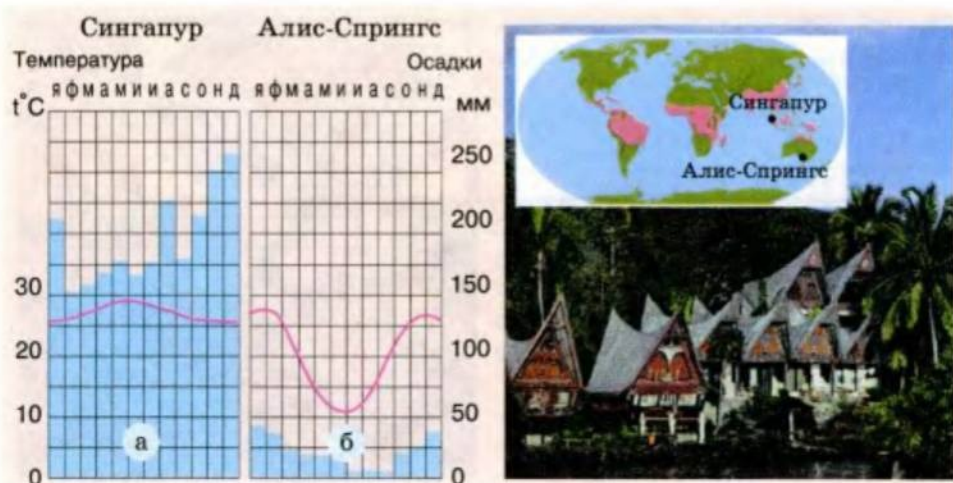 Сингапур
Алис-Спрингс
Температура
Осадки
t°C
я ф м а м и и а с о н д
я ф м а м и и а с о н д
мм
250
200
30
150
20
100
10
50
0
0
а
б
Сингапур
Алис-Спрингс